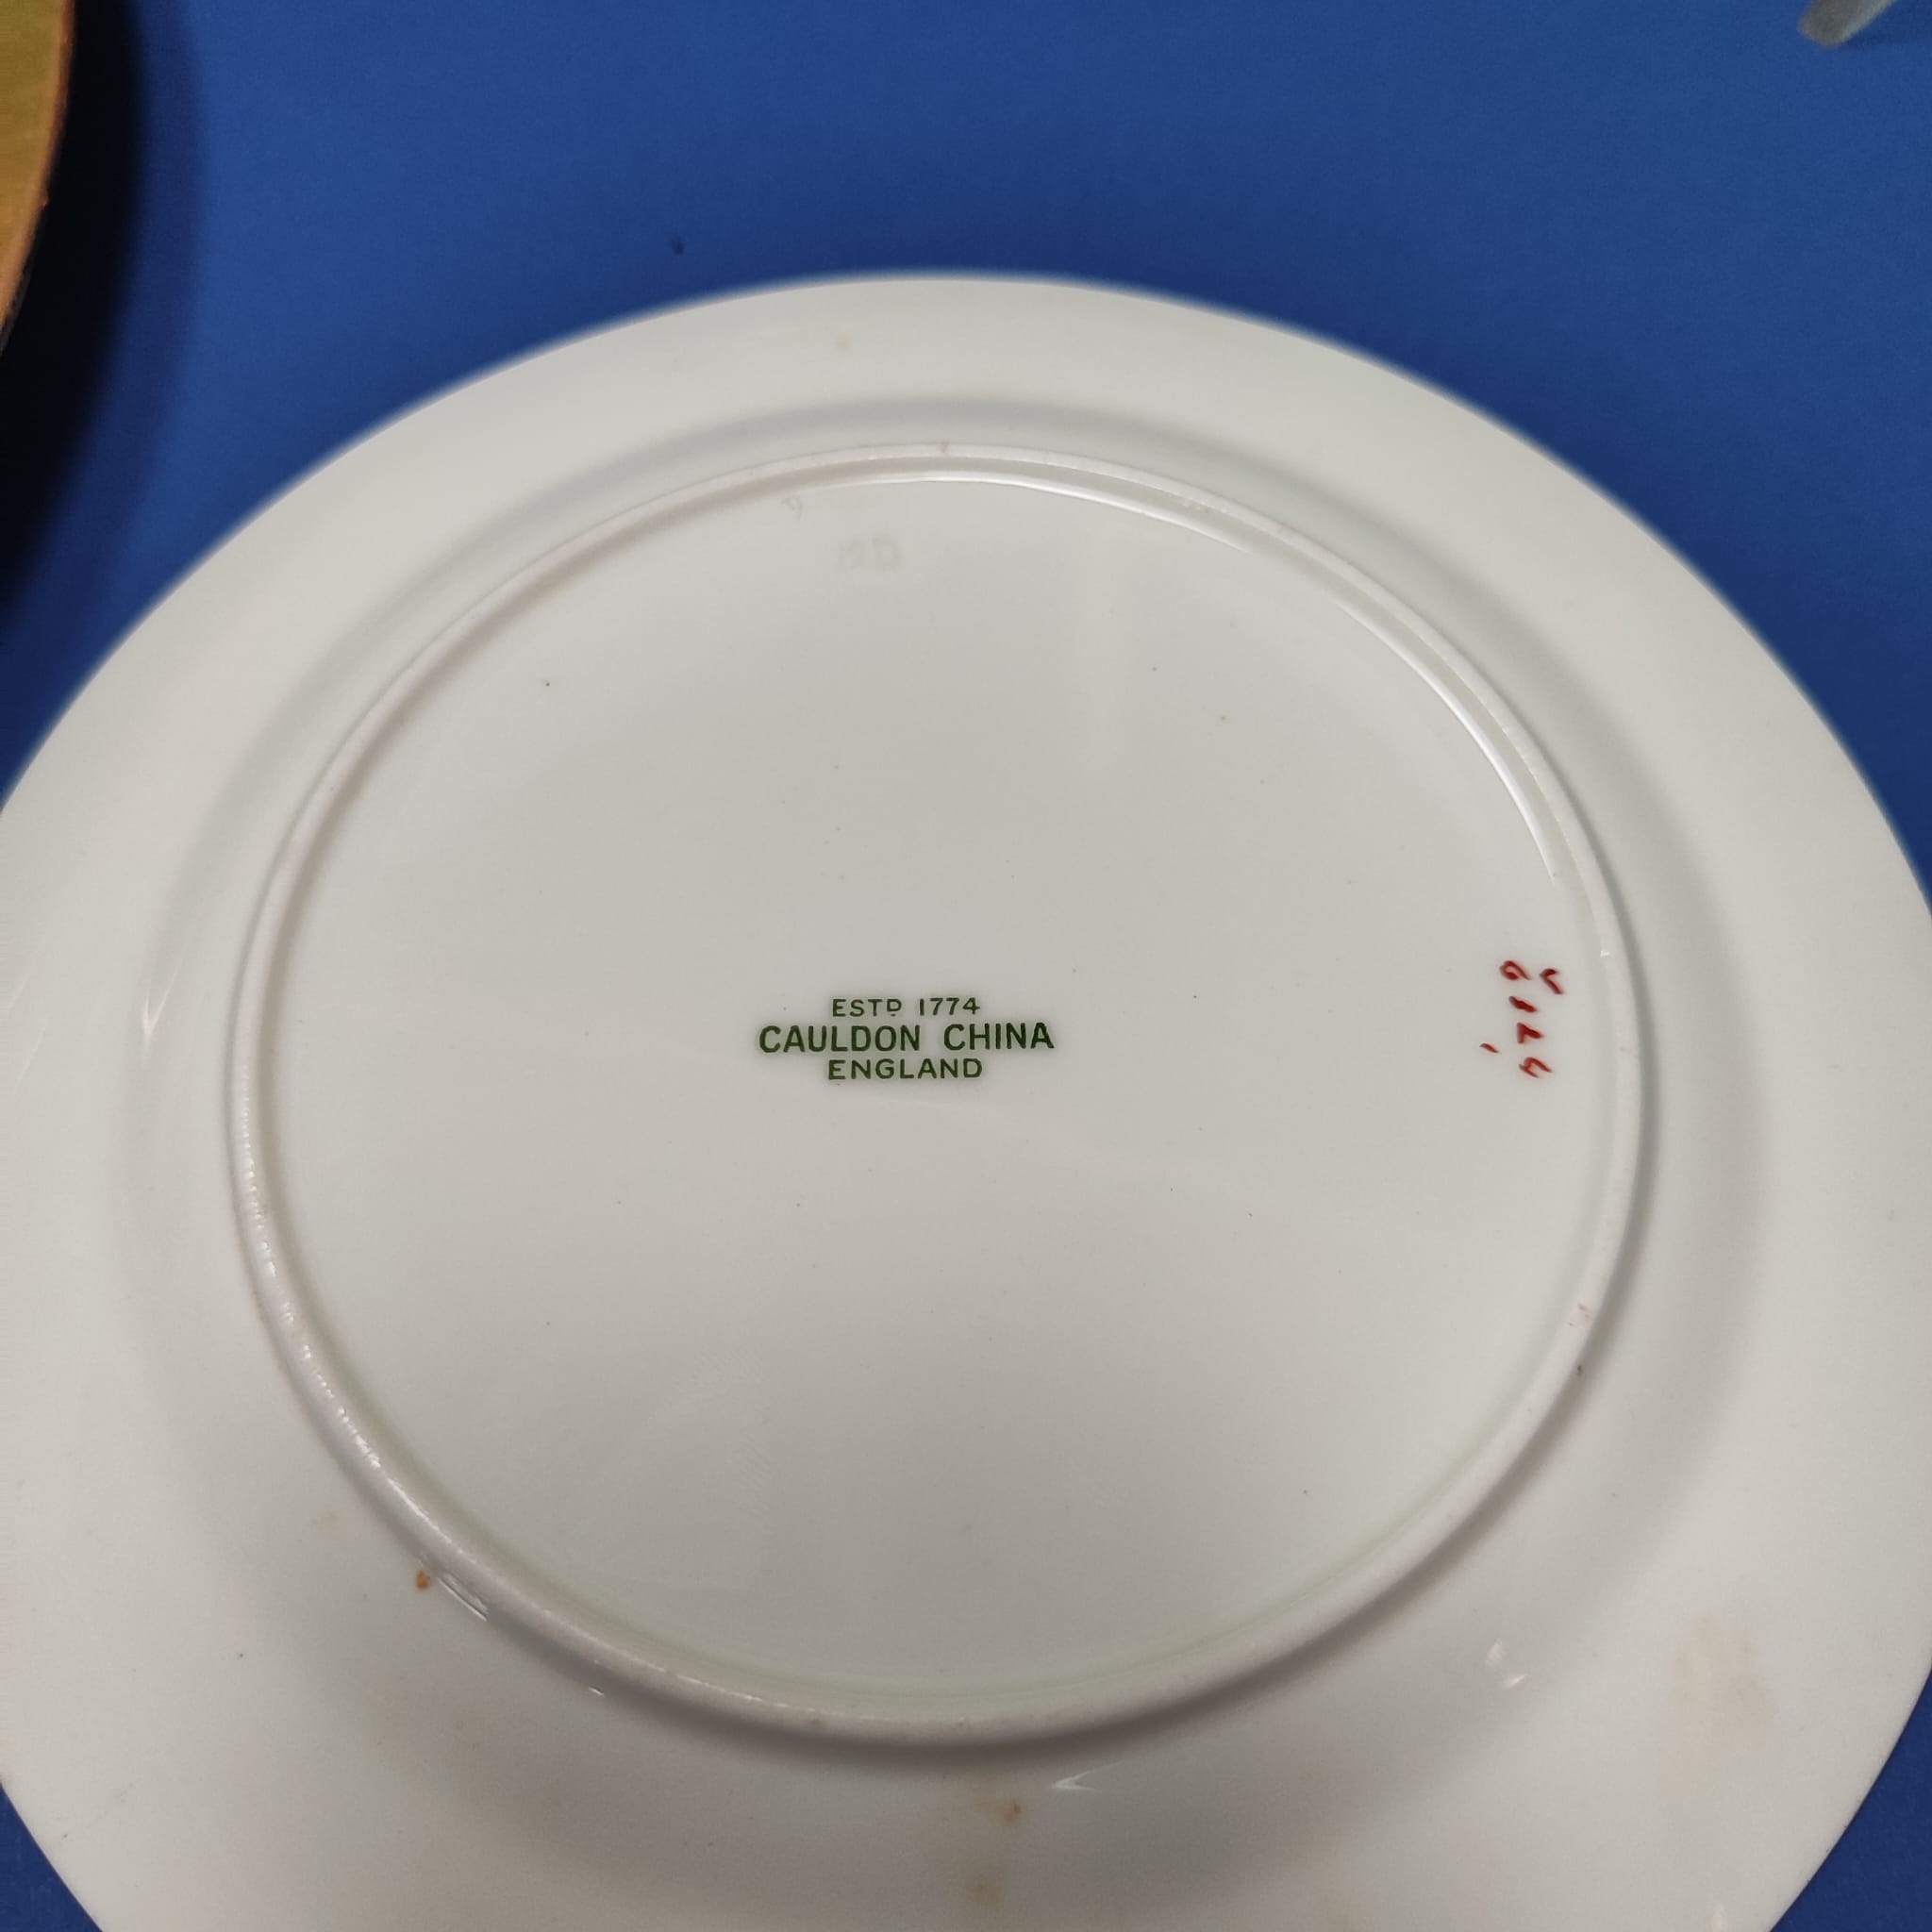 ESTD 1774
CAULDON CHINA
ENGLAND